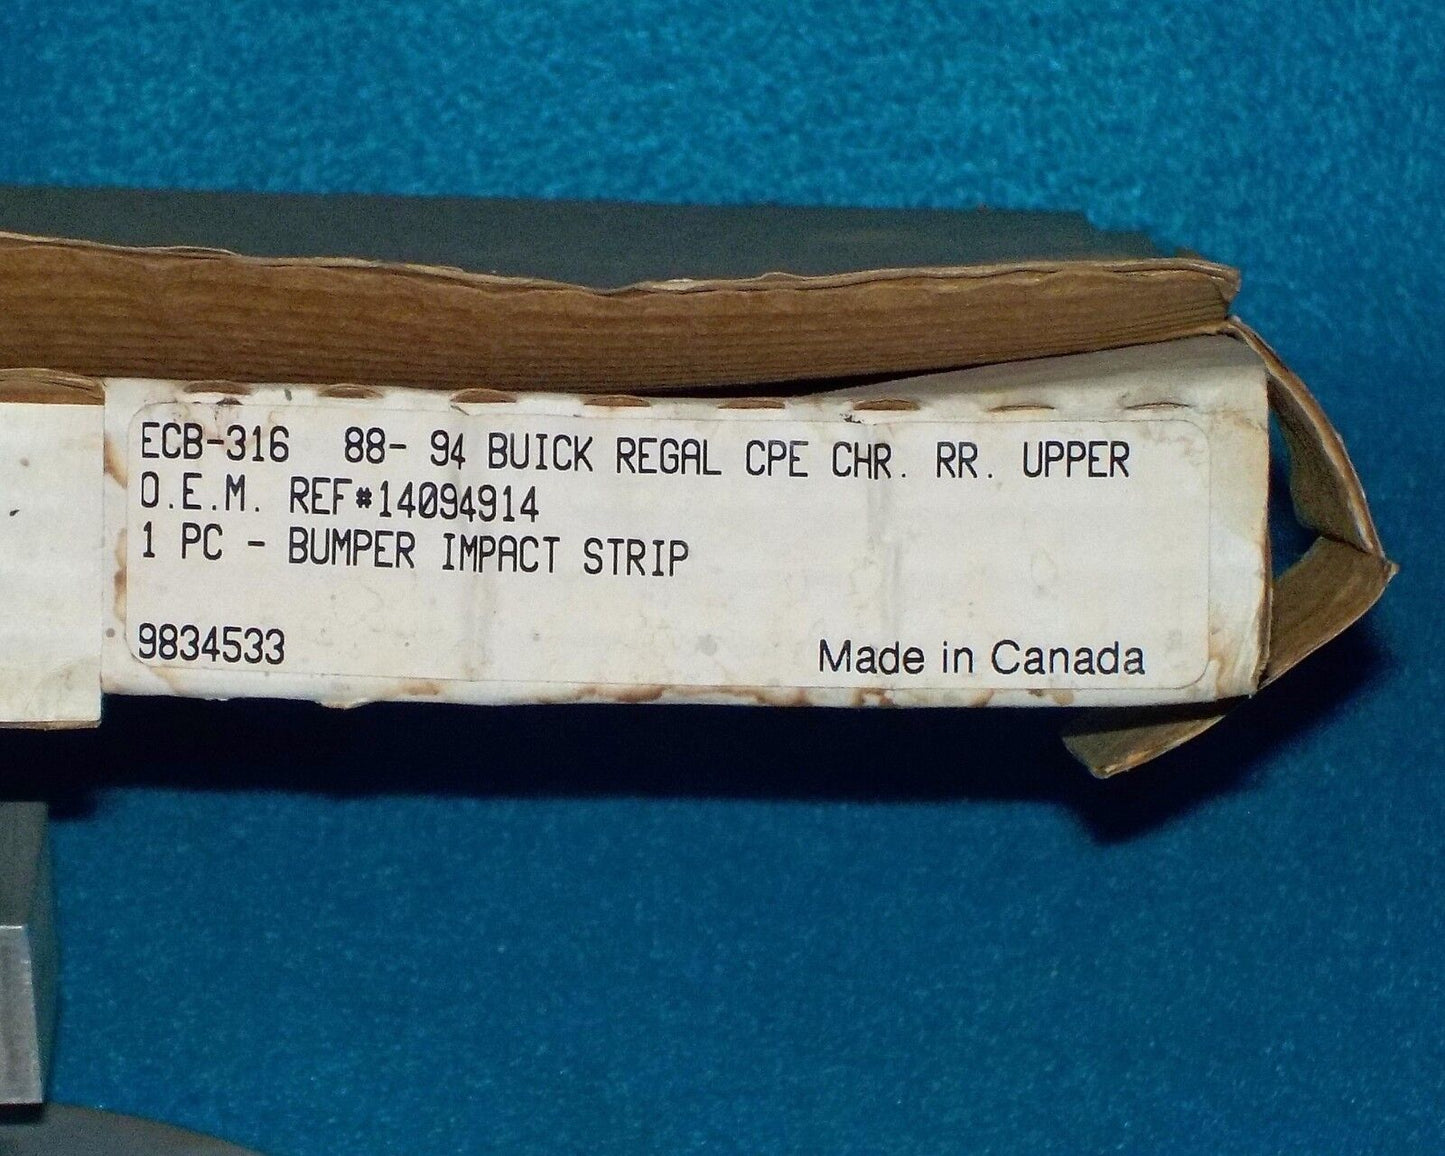 ECB-316 88- 94 BUICK REGAL CPE CHR. RR. UPPER
O.E.M. REF#14094914
1 PC - BUMPER IMPACT STRIP
9834533
Made in Canada